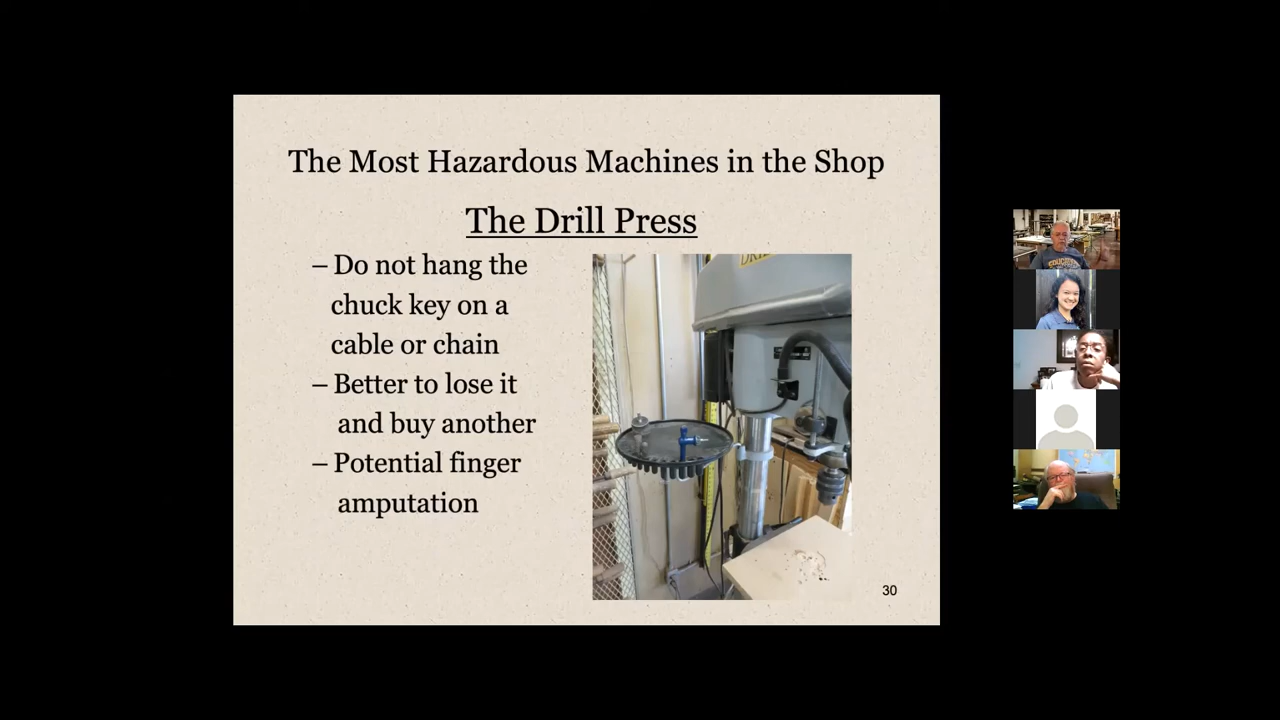 The Most Hazardous Machines in the Shop
The Drill Press
– Do not hang the
chuck key on a
cable or chain
– Better to lose it
and buy another
– Potential finger
amputation
30